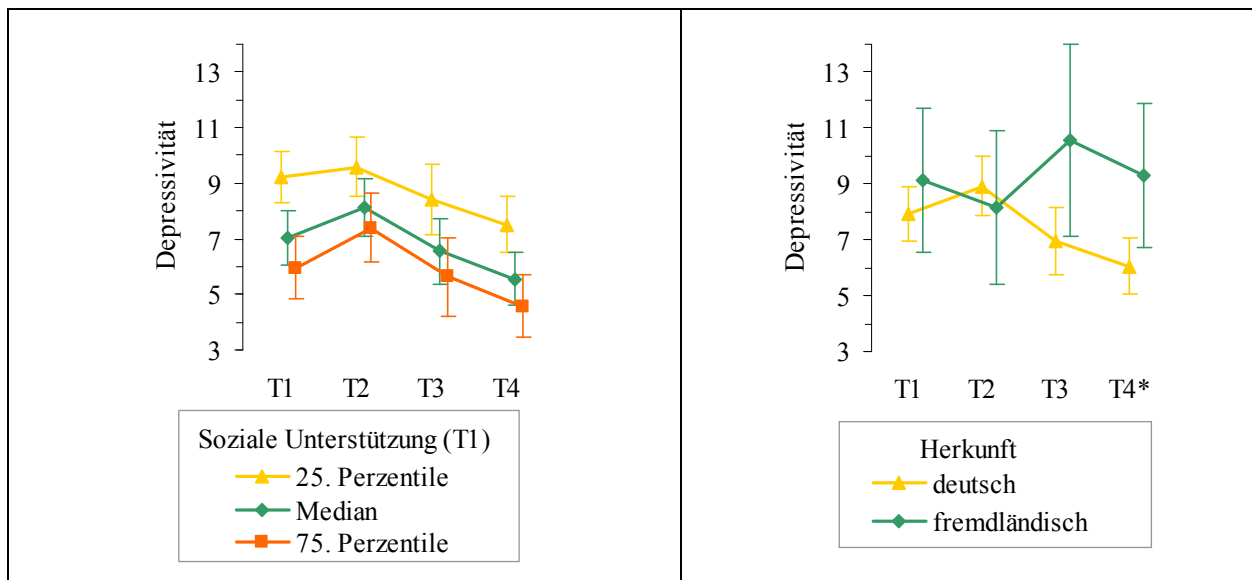 Depressivität
13
11
9
7
5
3
T1 T2 T3 T4
Soziale Unterstützung (T1)
25. Perzentile
Median
75. Perzentile
Depressivität
13
11
9
7
5
3
T1 T2 T3 T4*
Herkunft
deutsch
fremdländisch